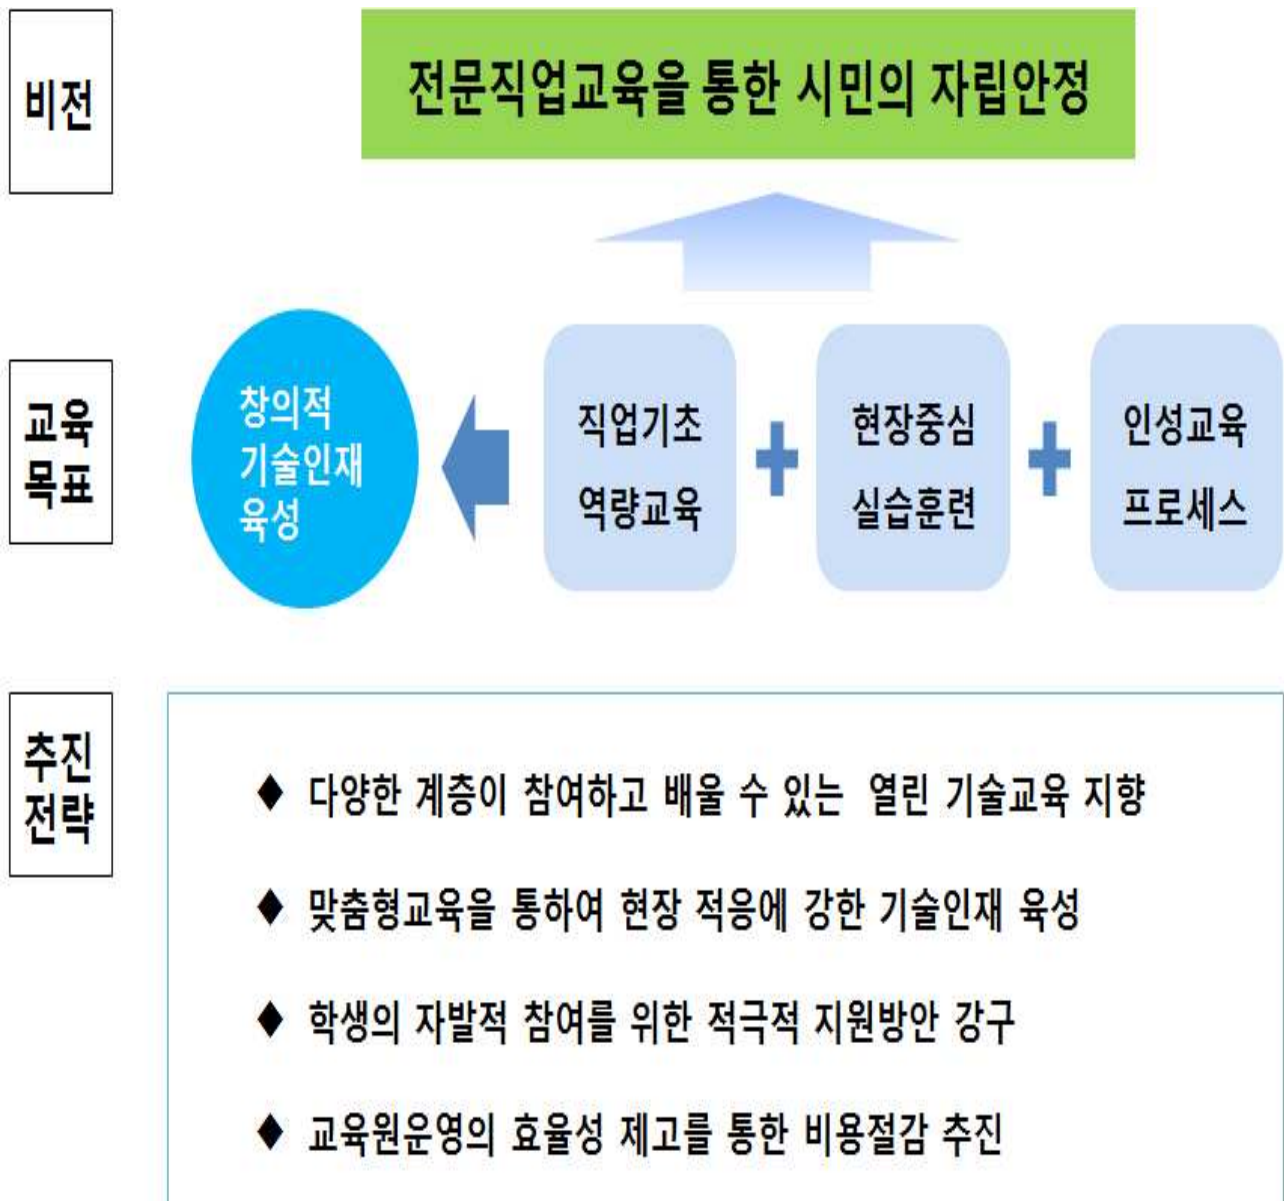 비전
전문직업교육을 통한 시민의 자립안정
교육
목표
창의적
기술인재
육성
직업기초
역량교육
현장중심
실습훈련
인성교육
프로세스
추진
전략
◆ 다양한 계층이 참여하고 배울 수 있는 열린 기술교육 지향
◆ 맞춤형교육을 통하여 현장 적응에 강한 기술인재 육성
◆ 학생의 자발적 참여를 위한 적극적 지원방안 강구
◆ 교육원운영의 효율성 제고를 통한 비용절감 추진